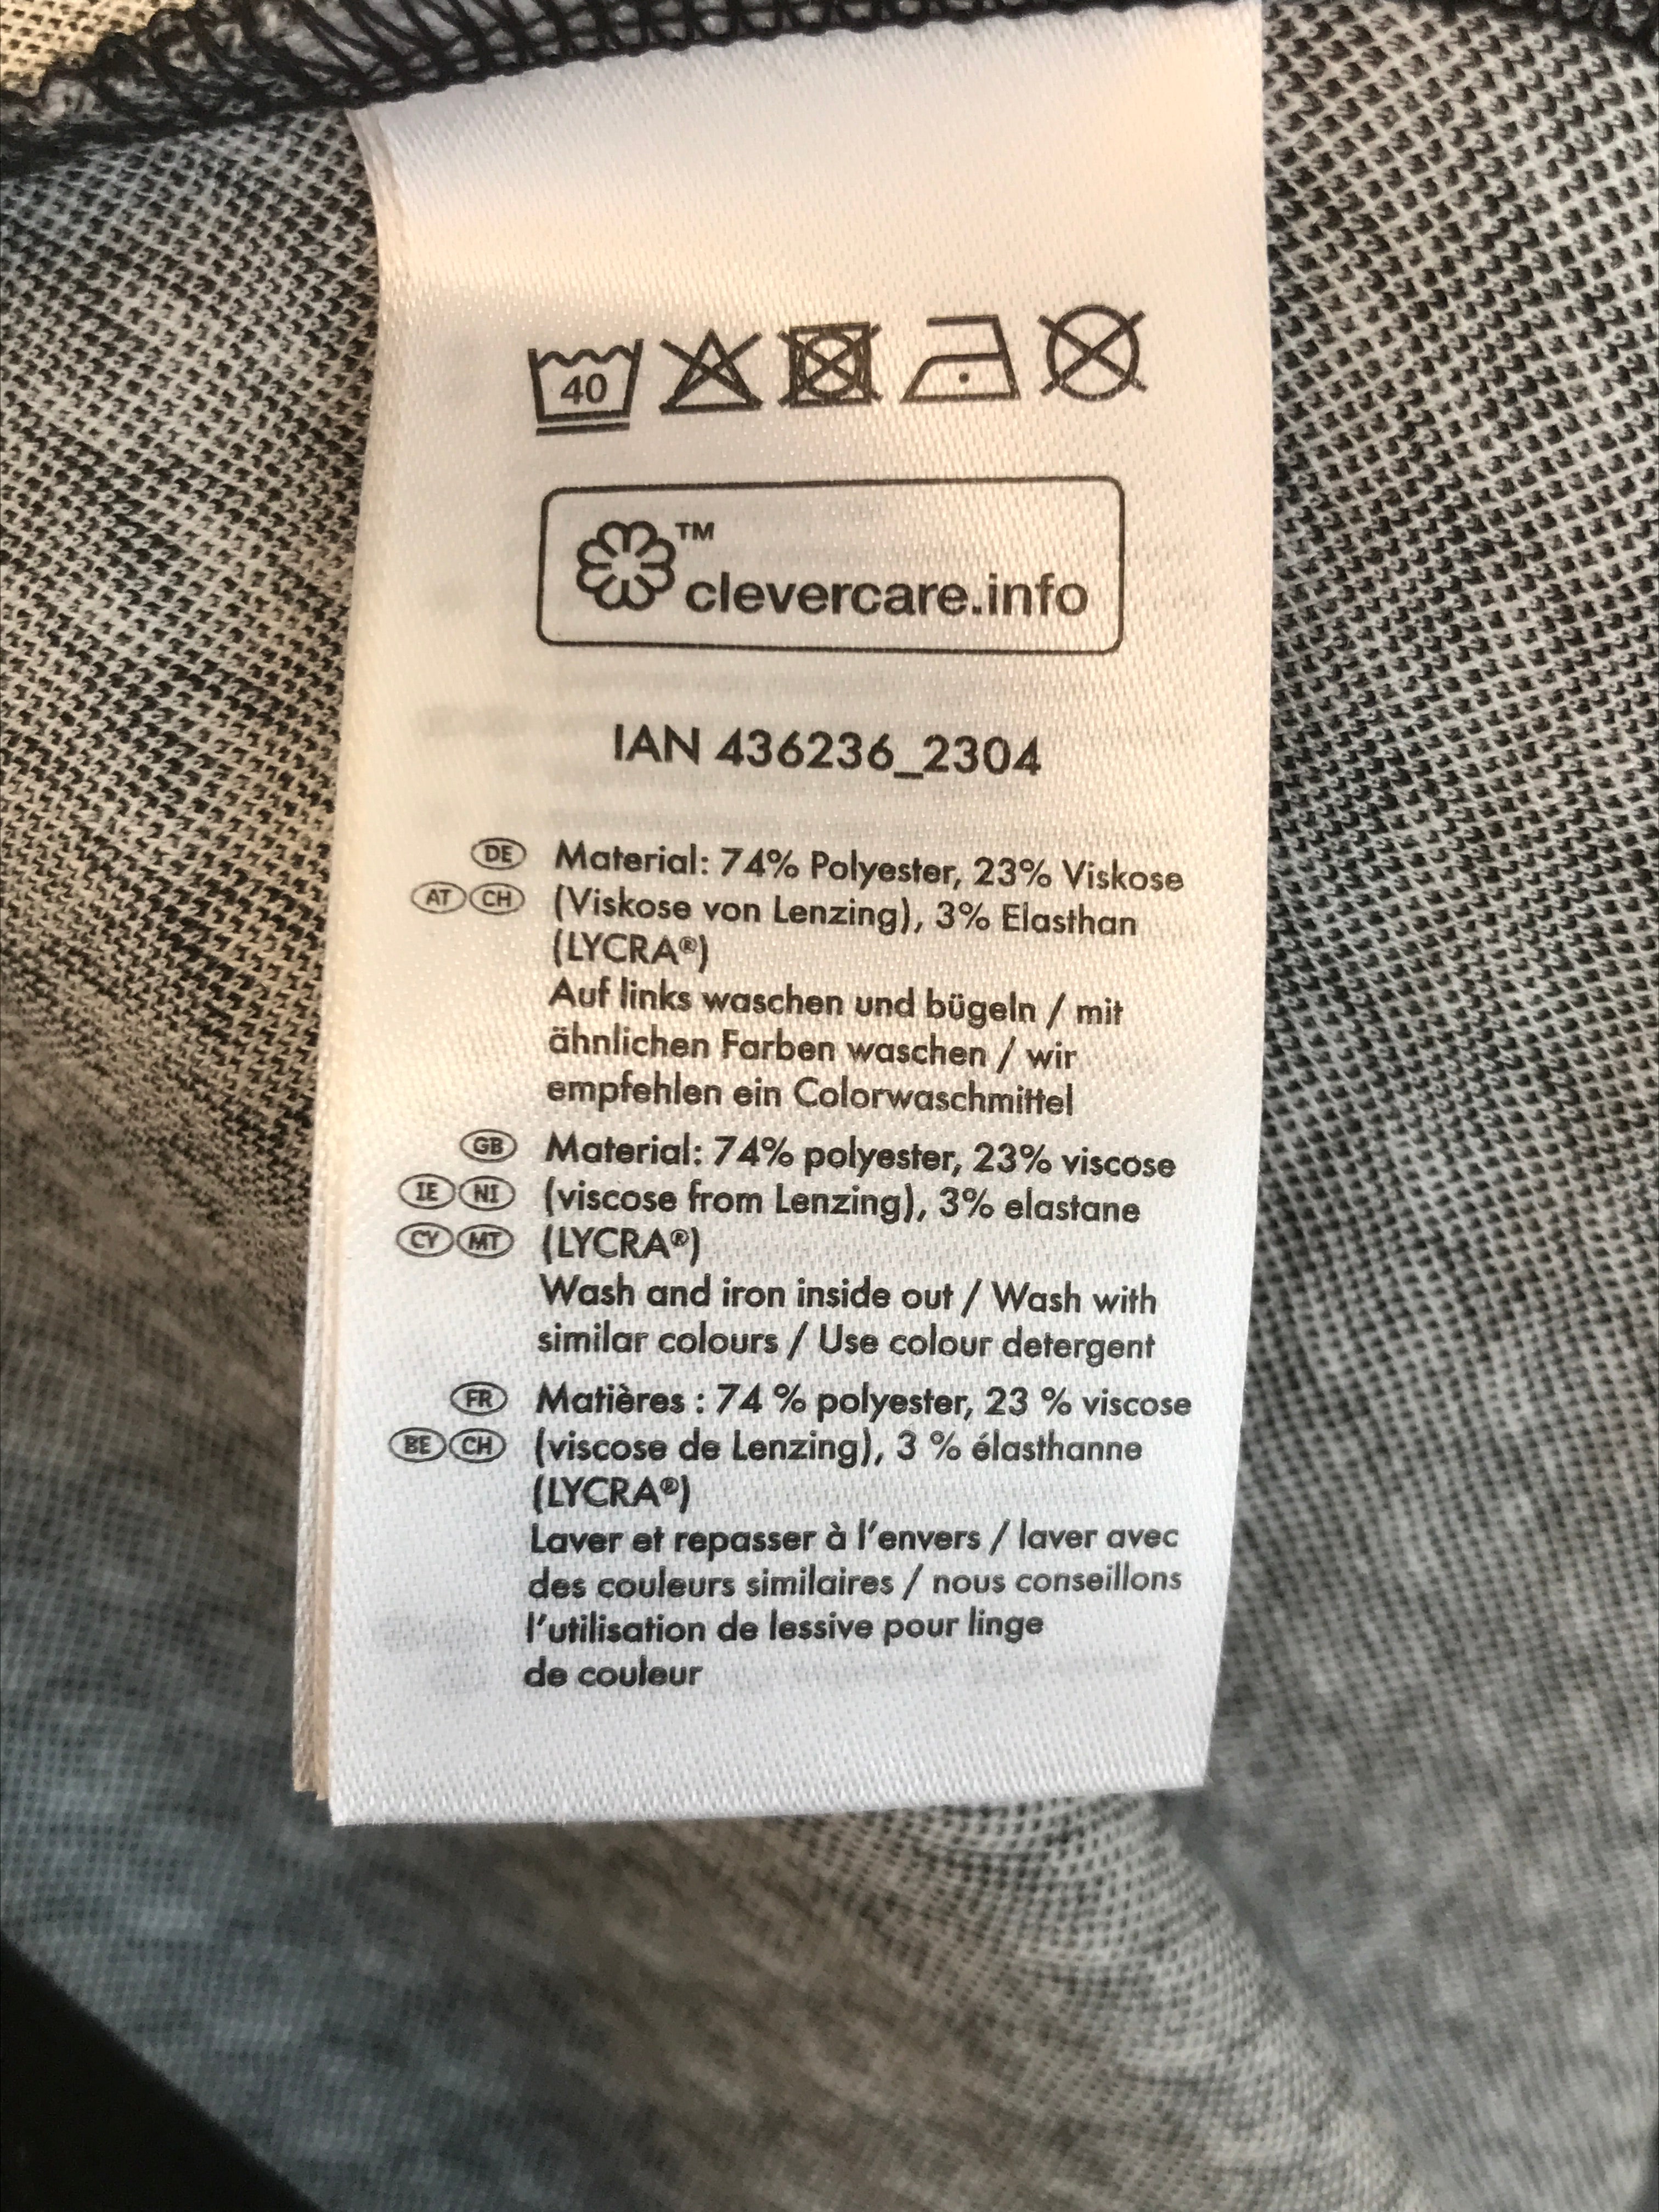 40
TM
clevercare.info
IAN 436236_2304
DE Material: 74% Polyester, 23% Viskose
AT CH (Viskose von Lenzing), 3% Elasthan
(LYCRA®)
Auf links waschen und bügeln / mit
ähnlichen Farben waschen / wir
empfehlen ein Colorwaschmittel
GB Material: 74% polyester, 23% viscose
IE NI (viscose from Lenzing), 3% elastane
CY MT (LYCRA®)
Wash and iron inside out / Wash with
similar colours / Use colour detergent
FR Matières : 74 % polyester, 23 % viscose
BE CH (viscose de Lenzing), 3 % élasthanne
(LYCRA®)
Laver et repasser à l'envers / laver avec
des couleurs similaires / nous conseillons
l'utilisation de lessive pour linge
de couleur